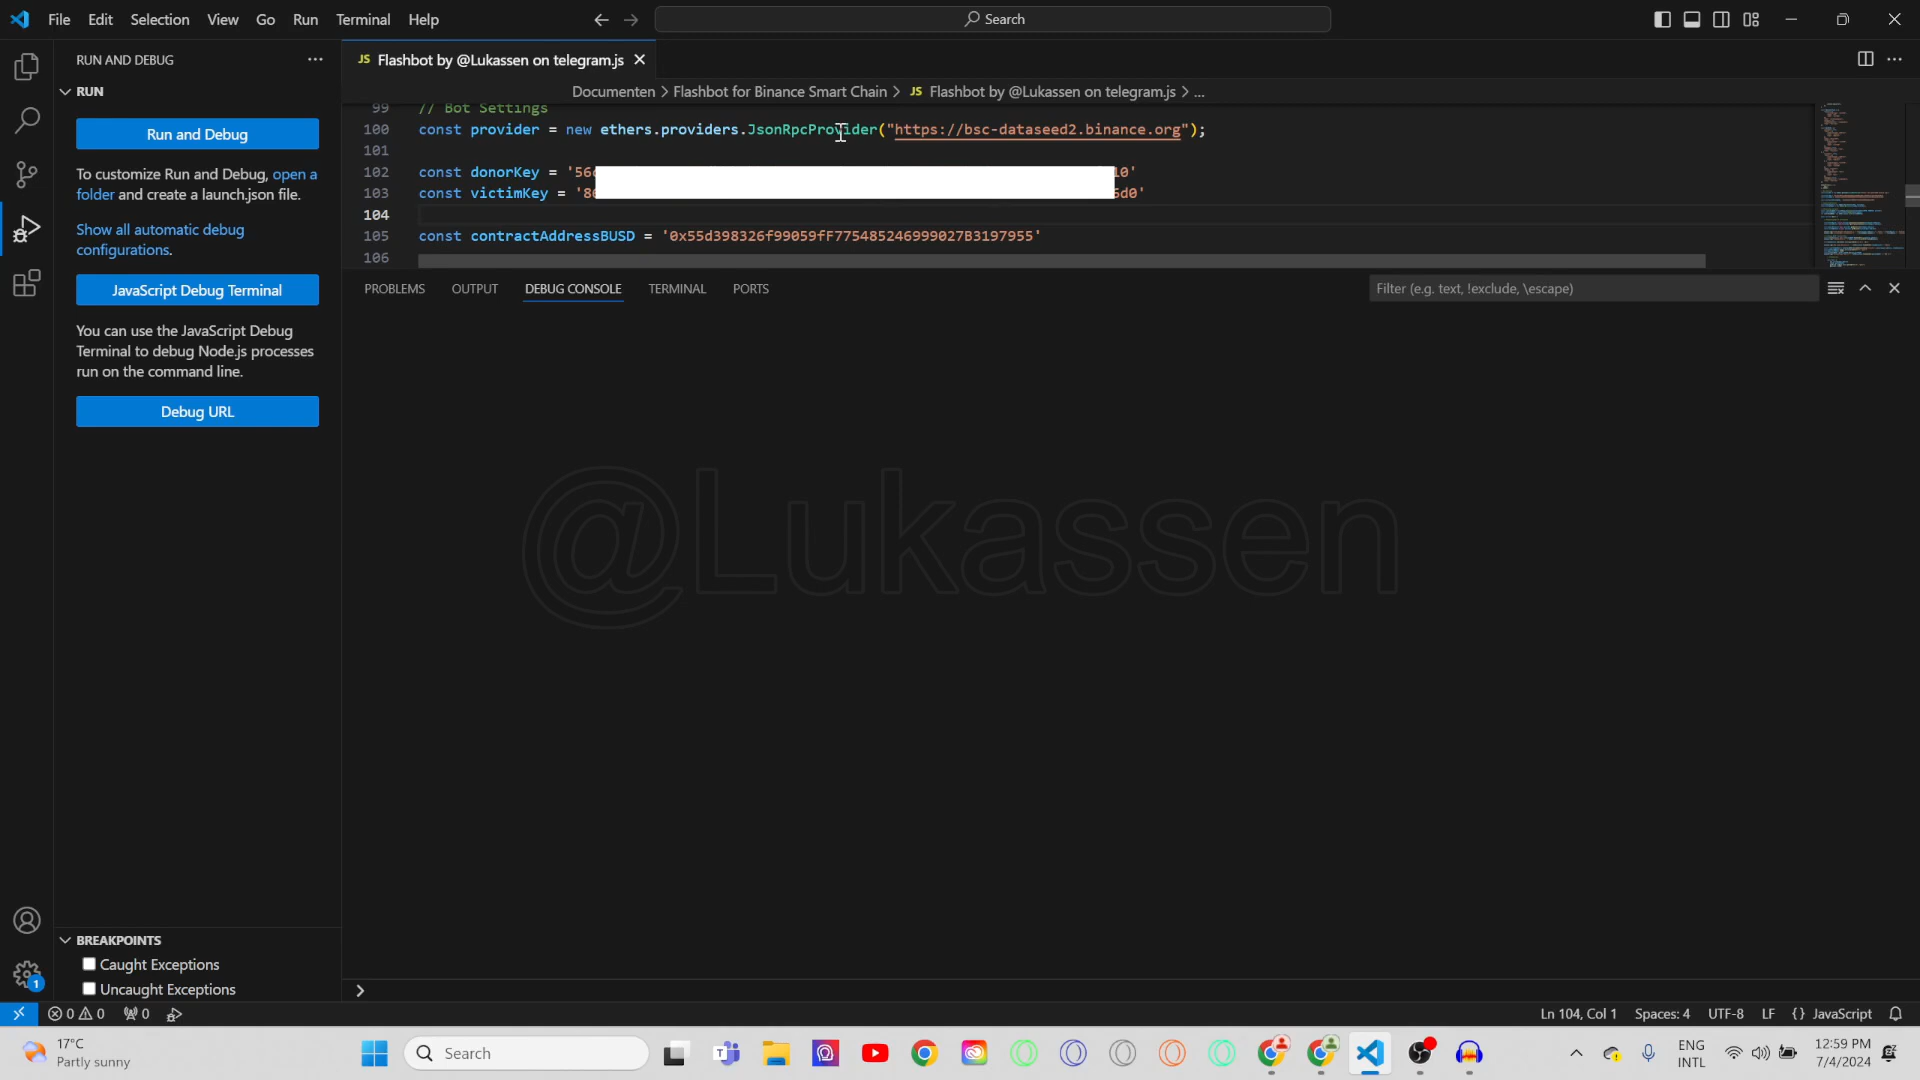 File Edit Selection View Go Run Terminal Help
Search
RUN AND DEBUG
JS Flashbot by @Lukassen on telegram.js
RUN
Documenten > Flashbot for Binance Smart Chain > JS Flashbot by @Lukassen on telegram.js > ...
Run and Debug
To customize Run and Debug, open a
folder and create a launch.json file.
Show all automatic debug
configurations.
JavaScript Debug Terminal
You can use the JavaScript Debug
Terminal to debug Node.js processes
run on the command line.
Debug URL
99 // Bot Settings
100 const provider = new ethers.providers.JsonRpcProvider("https://bsc-dataseed2.binance.org");
101
102 const donorKey = '56 10'
103 const victimKey = '8 d0'
104
105 const contractAddressBUSD = '0x55d398326f99059fF775485246999027B3197955'
106
PROBLEMS OUTPUT DEBUG CONSOLE TERMINAL PORTS
Filter (e.g. text, !exclude, \escape)
@Lukassen
BREAKPOINTS
Caught Exceptions
Uncaught Exceptions
0 0 0
Ln 104, Col 1 Spaces: 4 UTF-8 LF {} JavaScript
17°C
Partly sunny
Search
ENG
INTL
12:59 PM
7/4/2024